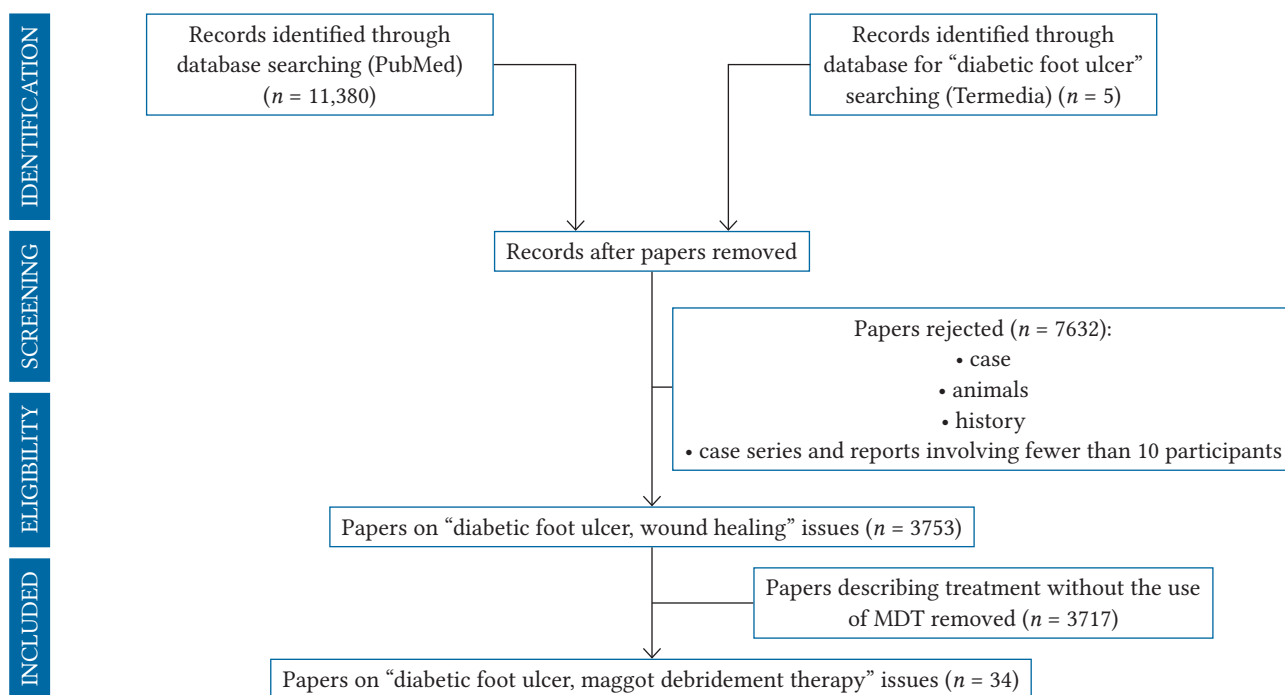 IDENTIFICATION
Records identified through
database searching (PubMed)
(n = 11,380)
Records identified through
database for “diabetic foot ulcer”
searching (Termedia) (n = 5)
SCREENING
Records after papers removed
Papers rejected (n = 7632):
• case
• animals
• history
• case series and reports involving fewer than 10 participants
ELIGIBILITY
Papers on “diabetic foot ulcer, wound healing” issues (n = 3753)
INCLUDED
Papers describing treatment without the use
of MDT removed (n = 3717)
Papers on “diabetic foot ulcer, maggot debridement therapy” issues (n = 34)